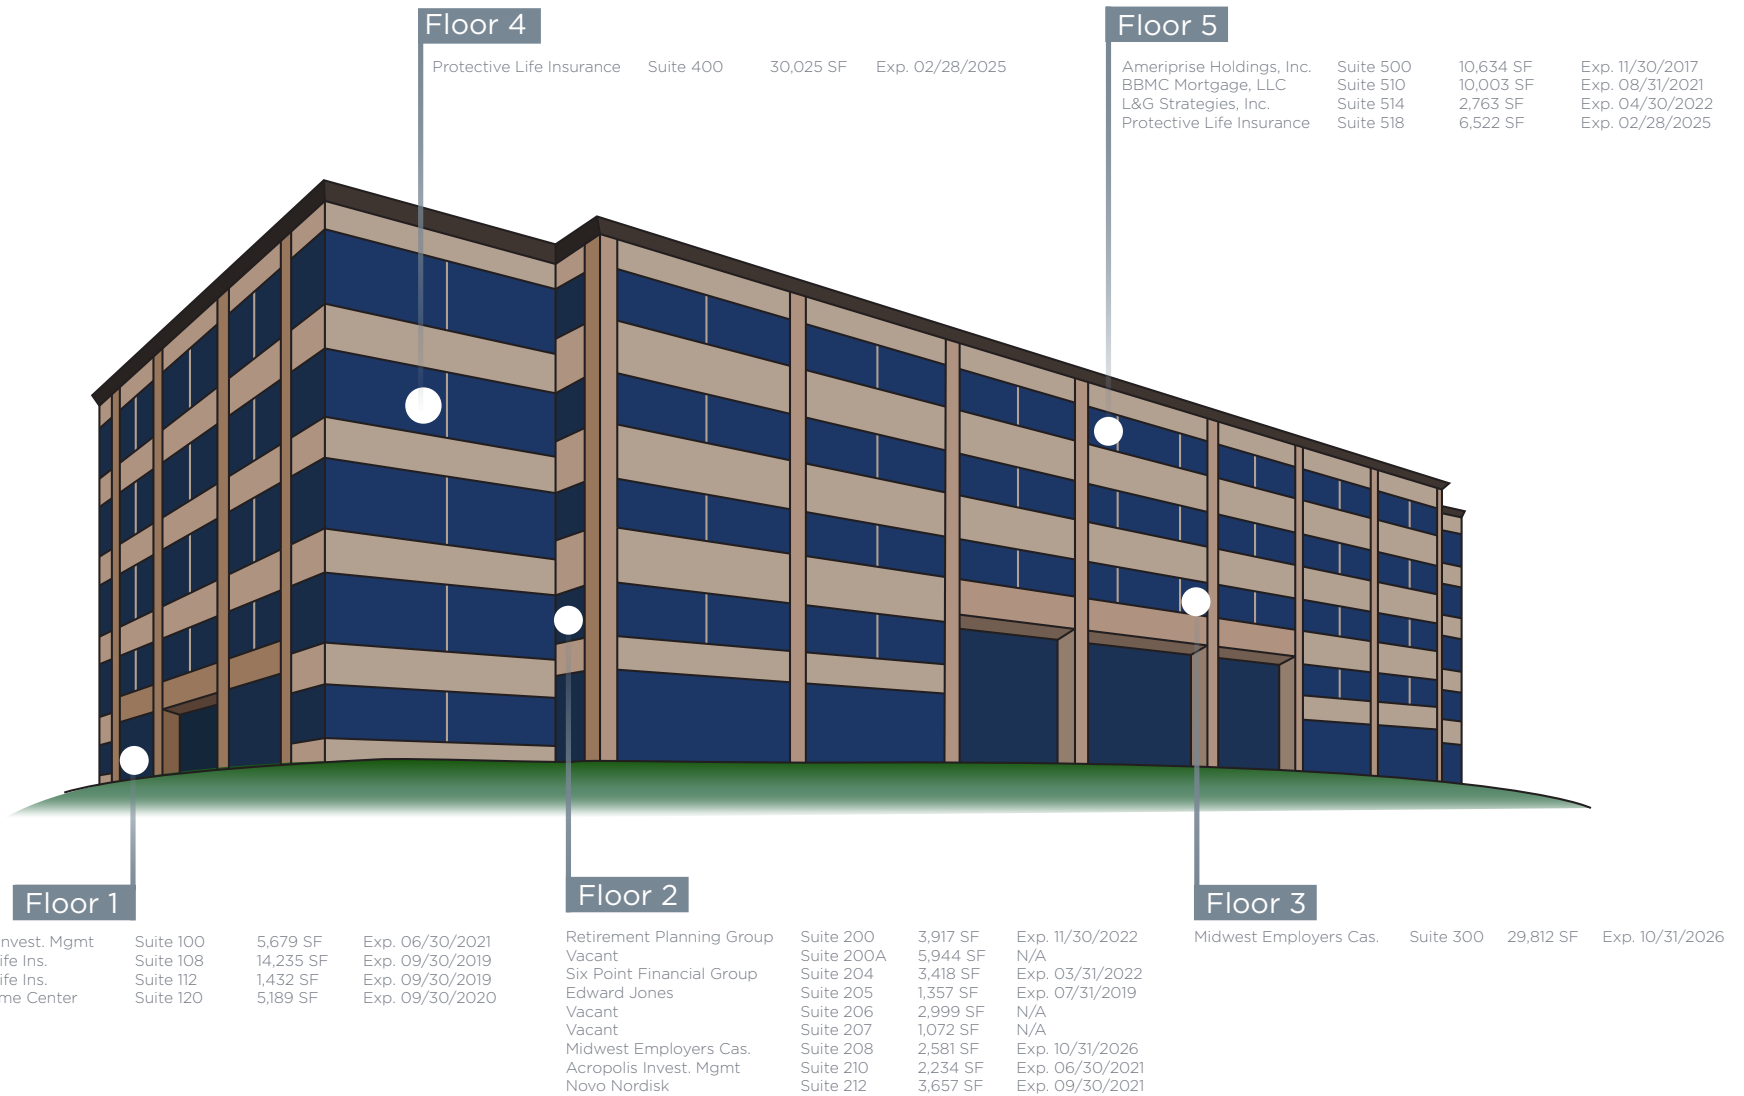 Floor 4
Protective Life Insurance Suite 400 30,025 SF Exp. 02/28/2025
Floor 5
Ameriprise Holdings, Inc. Suite 500 10,634 SF Exp. 11/30/2017
BBMC Mortgage, LLC Suite 510 10,003 SF Exp. 08/31/2021
L&G Strategies, Inc. Suite 514 2,763 SF Exp. 04/30/2022
Protective Life Insurance Suite 518 6,522 SF Exp. 02/28/2025
Floor 1
nvest. Mgmt Suite 100 5,679 SF Exp. 06/30/2021
ife Ins. Suite 108 14,235 SF Exp. 09/30/2019
ife Ins. Suite 112 1,432 SF Exp. 09/30/2019
me Center Suite 120 5,189 SF Exp. 09/30/2020
Floor 2
Retirement Planning Group Suite 200 3,917 SF Exp. 11/30/2022
Vacant Suite 200A 5,944 SF N/A
Six Point Financial Group Suite 204 3,418 SF Exp. 03/31/2022
Edward Jones Suite 205 1,357 SF Exp. 07/31/2019
Vacant Suite 206 2,999 SF N/A
Vacant Suite 207 1,072 SF N/A
Midwest Employers Cas. Suite 208 2,581 SF Exp. 10/31/2026
Acropolis Invest. Mgmt Suite 210 2,234 SF Exp. 06/30/2021
Novo Nordisk Suite 212 3,657 SF Exp. 09/30/2021
Floor 3
Midwest Employers Cas. Suite 300 29,812 SF Exp. 10/31/2026